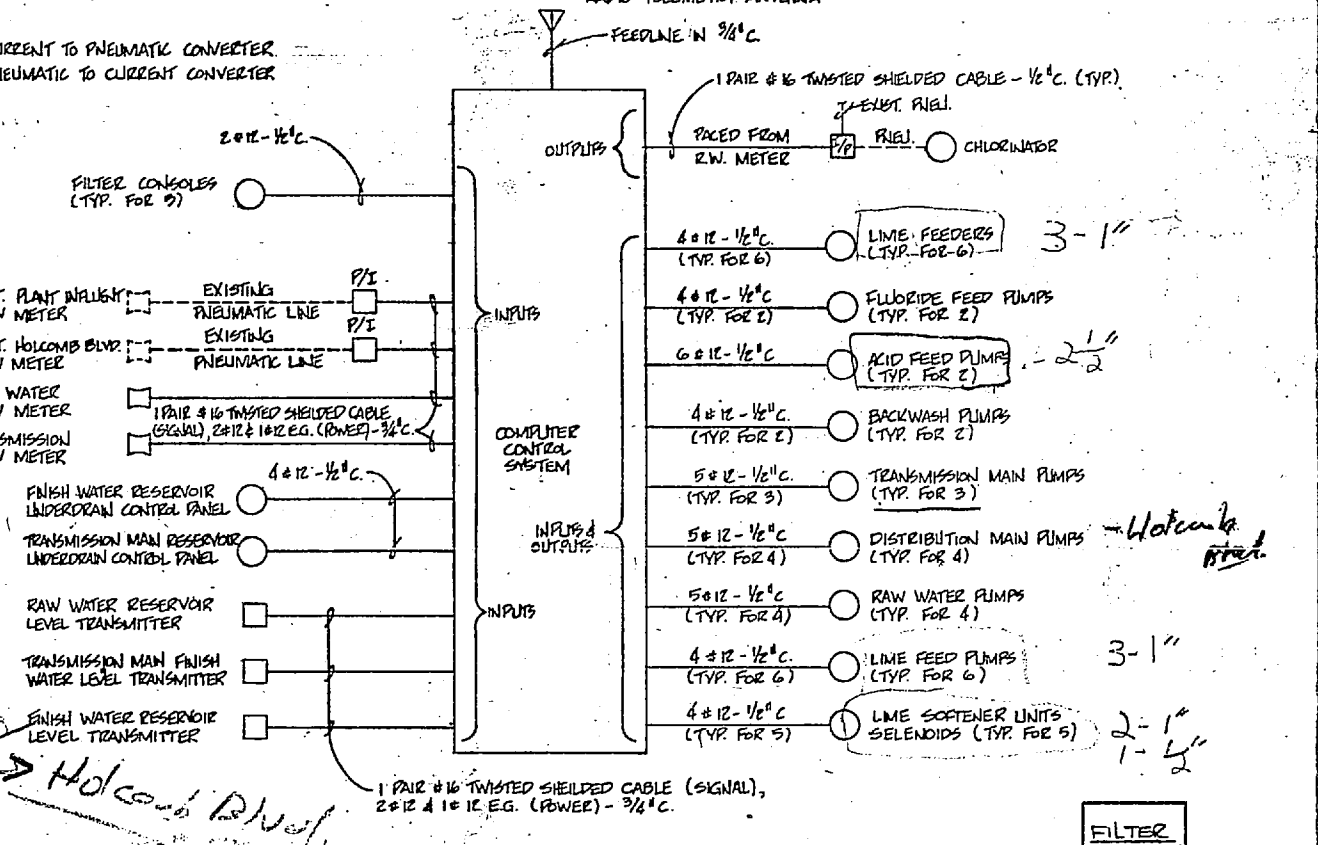 FEEDLINE IN 3/4"C.
CURRENT TO PNEUMATIC CONVERTER.
PNEUMATIC TO CURRENT CONVERTER
1 PAIR #16 TWISTED SHIELDED CABLE - 1/2"C. (TYP.)
EXIST. PNEU.
2#12-1/2"C.
OUTPUTS
PACED FROM
R.W. METER
I/P
PNEU.
CHLORINATOR
FILTER CONSOLES
(TYP. FOR 5)
4#12-1/2"C.
(TYP. FOR 6)
LIME FEEDERS
(TYP. FOR 6)
3-1"
PLANT INFLUENT
METER
EXISTING
PNEUMATIC LINE
P/I
INPUTS
4#12-1/2"C
(TYP. FOR 2)
FLUORIDE FEED PUMPS
(TYP. FOR 2)
HOLCOMB BLVD.
METER
EXISTING
PNEUMATIC LINE
P/I
6#12-1/2"C.
ACID FEED PUMPS
(TYP. FOR 2)
- 2 1/2"
WATER
METER
1 PAIR #16 TWISTED SHEILDED CABLE
(SIGNAL), 2#12 & 1#12 E.G. (POWER)-3/4"C.
4#12-1/2"C.
(TYP. FOR 2)
BACKWASH PUMPS
(TYP. FOR 2)
METER
COMPUTER
CONTROL
SYSTEM
4#12-1/2"C.
5#12-1/2"C.
(TYP. FOR 3)
TRANSMISSION MAIN PUMPS
(TYP. FOR 3)
FINISH WATER RESERVOIR
UNDERDRAIN CONTROL PANEL
INPUTS &
OUTPUTS
5#12-1/2"C.
(TYP. FOR 4)
DISTRIBUTION MAIN PUMPS
(TYP. FOR 4)
- Holcomb
TRANSMISSION MAIN RESERVOIR
UNDERDRAIN CONTROL PANEL
5#12-1/2"C
(TYP. FOR 4)
RAW WATER PUMPS
(TYP. FOR 4)
RAW WATER RESERVOIR
LEVEL TRANSMITTER
INPUTS
4#12-1/2"C.
(TYP. FOR 6)
LIME FEED PUMPS
(TYP. FOR 6)
3-1"
TRANSMISSION MAIN FINISH
WATER LEVEL TRANSMITTER
4#12-1/2"C
(TYP. FOR 5)
LIME SOFTENER UNITS
SELENOIDS (TYP. FOR 5)
2-1"
1-1/2"
FINISH WATER RESERVOIR
LEVEL TRANSMITTER
Holcomb Blvd.
1 PAIR #16 TWISTED SHEILDED CABLE (SIGNAL),
2#12 & 1#12 E.G. (POWER)-3/4"C.
FILTER